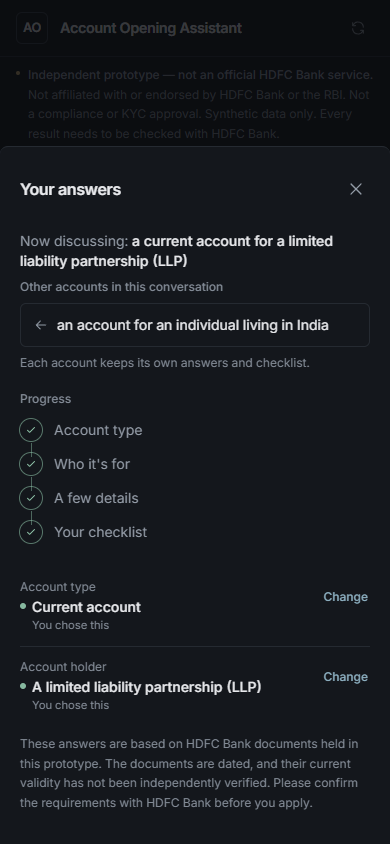 AO Account Opening Assistant
• Independent prototype — not an official HDFC Bank service.
Not affiliated with or endorsed by HDFC Bank or the RBI. Not
a compliance or KYC approval. Synthetic data only. Every
result needs to be checked with HDFC Bank.
Your answers
Now discussing: a current account for a limited
liability partnership (LLP)
Other accounts in this conversation
← an account for an individual living in India
Each account keeps its own answers and checklist.
Progress
Account type
Who it's for
A few details
Your checklist
Account type
Current account
Change
You chose this
Account holder
A limited liability partnership (LLP)
Change
You chose this
These answers are based on HDFC Bank documents held in
this prototype. The documents are dated, and their current
validity has not been independently verified. Please confirm
the requirements with HDFC Bank before you apply.